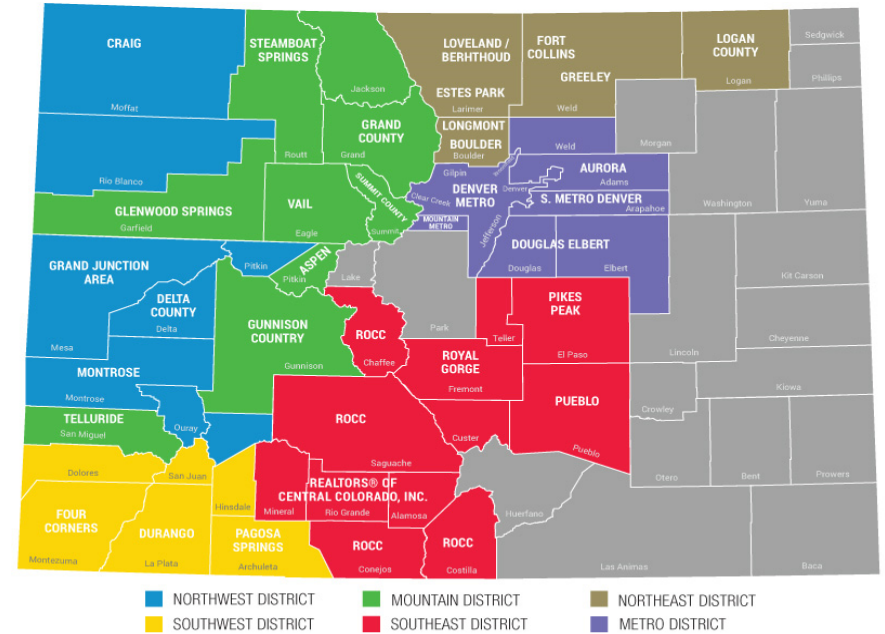 CRAIG
Moffat
STEAMBOAT
SPRINGS
Routt
Jackson
LOVELAND /
BERHTHOUD
ESTES PARK
Larimer
FORT
COLLINS
GREELEY
Weld
LOGAN
COUNTY
Logan
Sedgwick
Phillips
Rio Blanco
GRAND
COUNTY
Grand
LONGMONT
BOULDER
Boulder
Weld
Morgan
Washington
Yuma
GLENWOOD SPRINGS
Garfield
VAIL
Eagle
SUMMIT COUNTY
Summit
Gilpin
Clear Creek
DENVER
METRO
MOUNTAIN
METRO
Jefferson
Broomfield
Denver
AURORA
Adams
S. METRO DENVER
Arapahoe
DOUGLAS ELBERT
Douglas
Elbert
Kit Carson
GRAND JUNCTION
AREA
Mesa
Pitkin
ASPEN
Pitkin
Lake
Park
DELTA
COUNTY
Delta
GUNNISON
COUNTRY
Gunnison
ROCC
Chaffee
Teller
PIKES
PEAK
El Paso
Lincoln
Cheyenne
MONTROSE
Montrose
ROYAL
GORGE
Fremont
Kiowa
TELLURIDE
San Miguel
Ouray
ROCC
Saguache
Custer
PUEBLO
Pueblo
Crowley
Otero
Bent
Prowers
Dolores
San Juan
Hinsdale
REALTORS® OF
CENTRAL COLORADO, INC.
Mineral
Rio Grande
Alamosa
Huerfano
FOUR
CORNERS
Montezuma
DURANGO
La Plata
PAGOSA
SPRINGS
Archuleta
ROCC
Conejos
ROCC
Costilla
Las Animas
Baca
NORTHWEST DISTRICT
MOUNTAIN DISTRICT
NORTHEAST DISTRICT
SOUTHWEST DISTRICT
SOUTHEAST DISTRICT
METRO DISTRICT